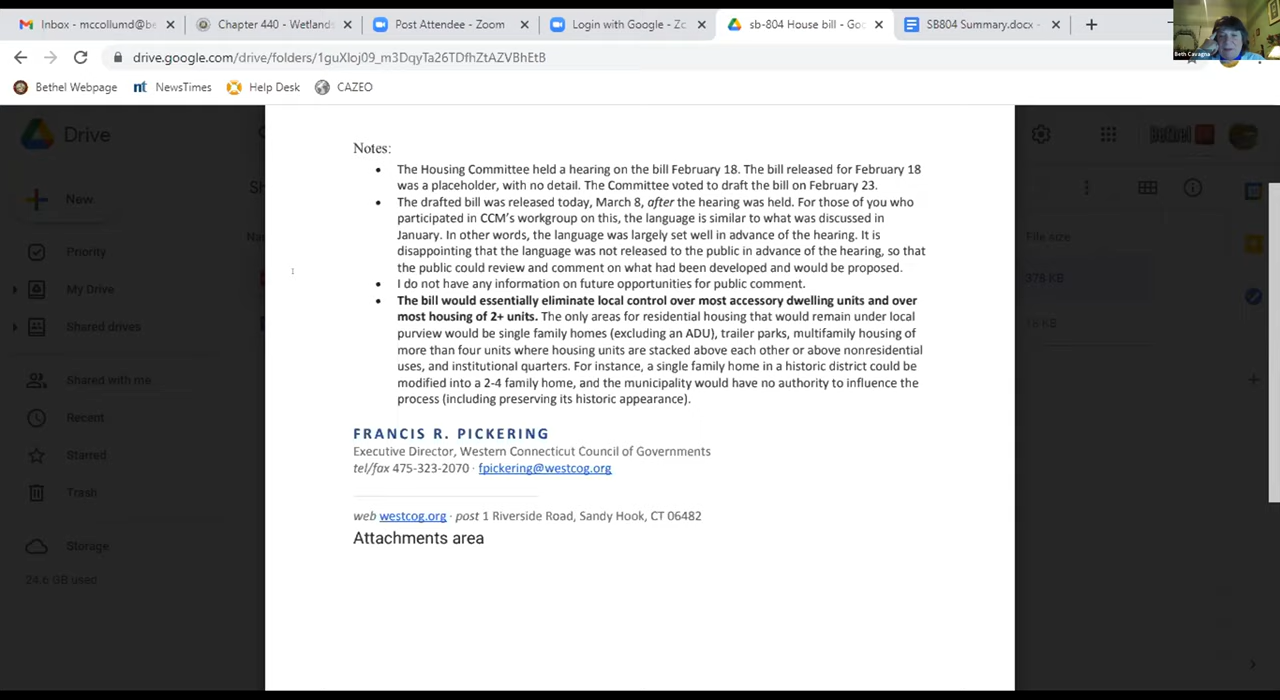 Inbox - mccollumd@be
Chapter 440 - Wetland
Post Attendee - Zoom
Login with Google - Zo
sb-804 House bill - Goo
SB804 Summary.docx -
drive.google.com/drive/folders/1guXloj09_m3DqyTa26TDfhZtAZVBhEtB
Beth Cavagna
Bethel Webpage
nt NewsTimes
Help Desk
CAZEO
Drive
New
Priority
My Drive
Shared drives
Shared with me
Recent
Starred
Trash
Storage
24.6 GB used
Notes:
• The Housing Committee held a hearing on the bill February 18. The bill released for February 18
was a placeholder, with no detail. The Committee voted to draft the bill on February 23.
• The drafted bill was released today, March 8, after the hearing was held. For those of you who
participated in CCM's workgroup on this, the language is similar to what was discussed in
January. In other words, the language was largely set well in advance of the hearing. It is
disappointing that the language was not released to the public in advance of the hearing, so that
the public could review and comment on what had been developed and would be proposed.
• I do not have any information on future opportunities for public comment.
• The bill would essentially eliminate local control over most accessory dwelling units and over
most housing of 2+ units. The only areas for residential housing that would remain under local
purview would be single family homes (excluding an ADU), trailer parks, multifamily housing of
more than four units where housing units are stacked above each other or above nonresidential
uses, and institutional quarters. For instance, a single family home in a historic district could be
modified into a 2-4 family home, and the municipality would have no authority to influence the
process (including preserving its historic appearance).
FRANCIS R. PICKERING
Executive Director, Western Connecticut Council of Governments
tel/fax 475-323-2070 · fpickering@westcog.org
web westcog.org · post 1 Riverside Road, Sandy Hook, CT 06482
Attachments area
File size
378 KB